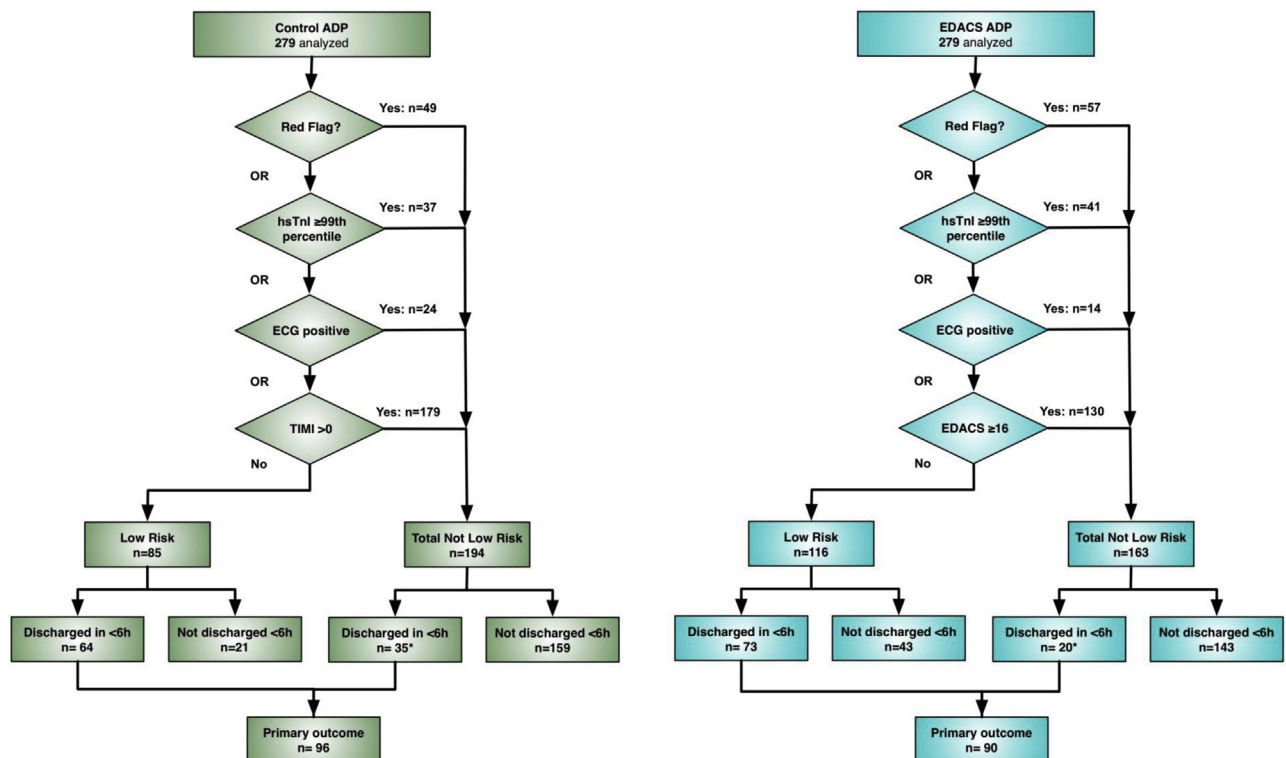 Control ADP
279 analyzed
Red Flag?
Yes: n=49
OR
hsTnI ≥99th
percentile
Yes: n=37
OR
ECG positive
Yes: n=24
OR
TIMI >0
Yes: n=179
No
Low Risk
n=85
Total Not Low Risk
n=194
Discharged in <6h
n= 64
Not discharged <6h
n=21
Discharged in <6h
n= 35*
Not discharged <6h
n=159
Primary outcome
n= 96
EDACS ADP
279 analyzed
Red Flag?
Yes: n=57
OR
hsTnI ≥99th
percentile
Yes: n=41
OR
ECG positive
Yes: n=14
OR
EDACS ≥16
Yes: n=130
No
Low Risk
n=116
Total Not Low Risk
n=163
Discharged in <6h
n= 73
Not discharged <6h
n=43
Discharged in <6h
n= 20*
Not discharged <6h
n=143
Primary outcome
n= 90